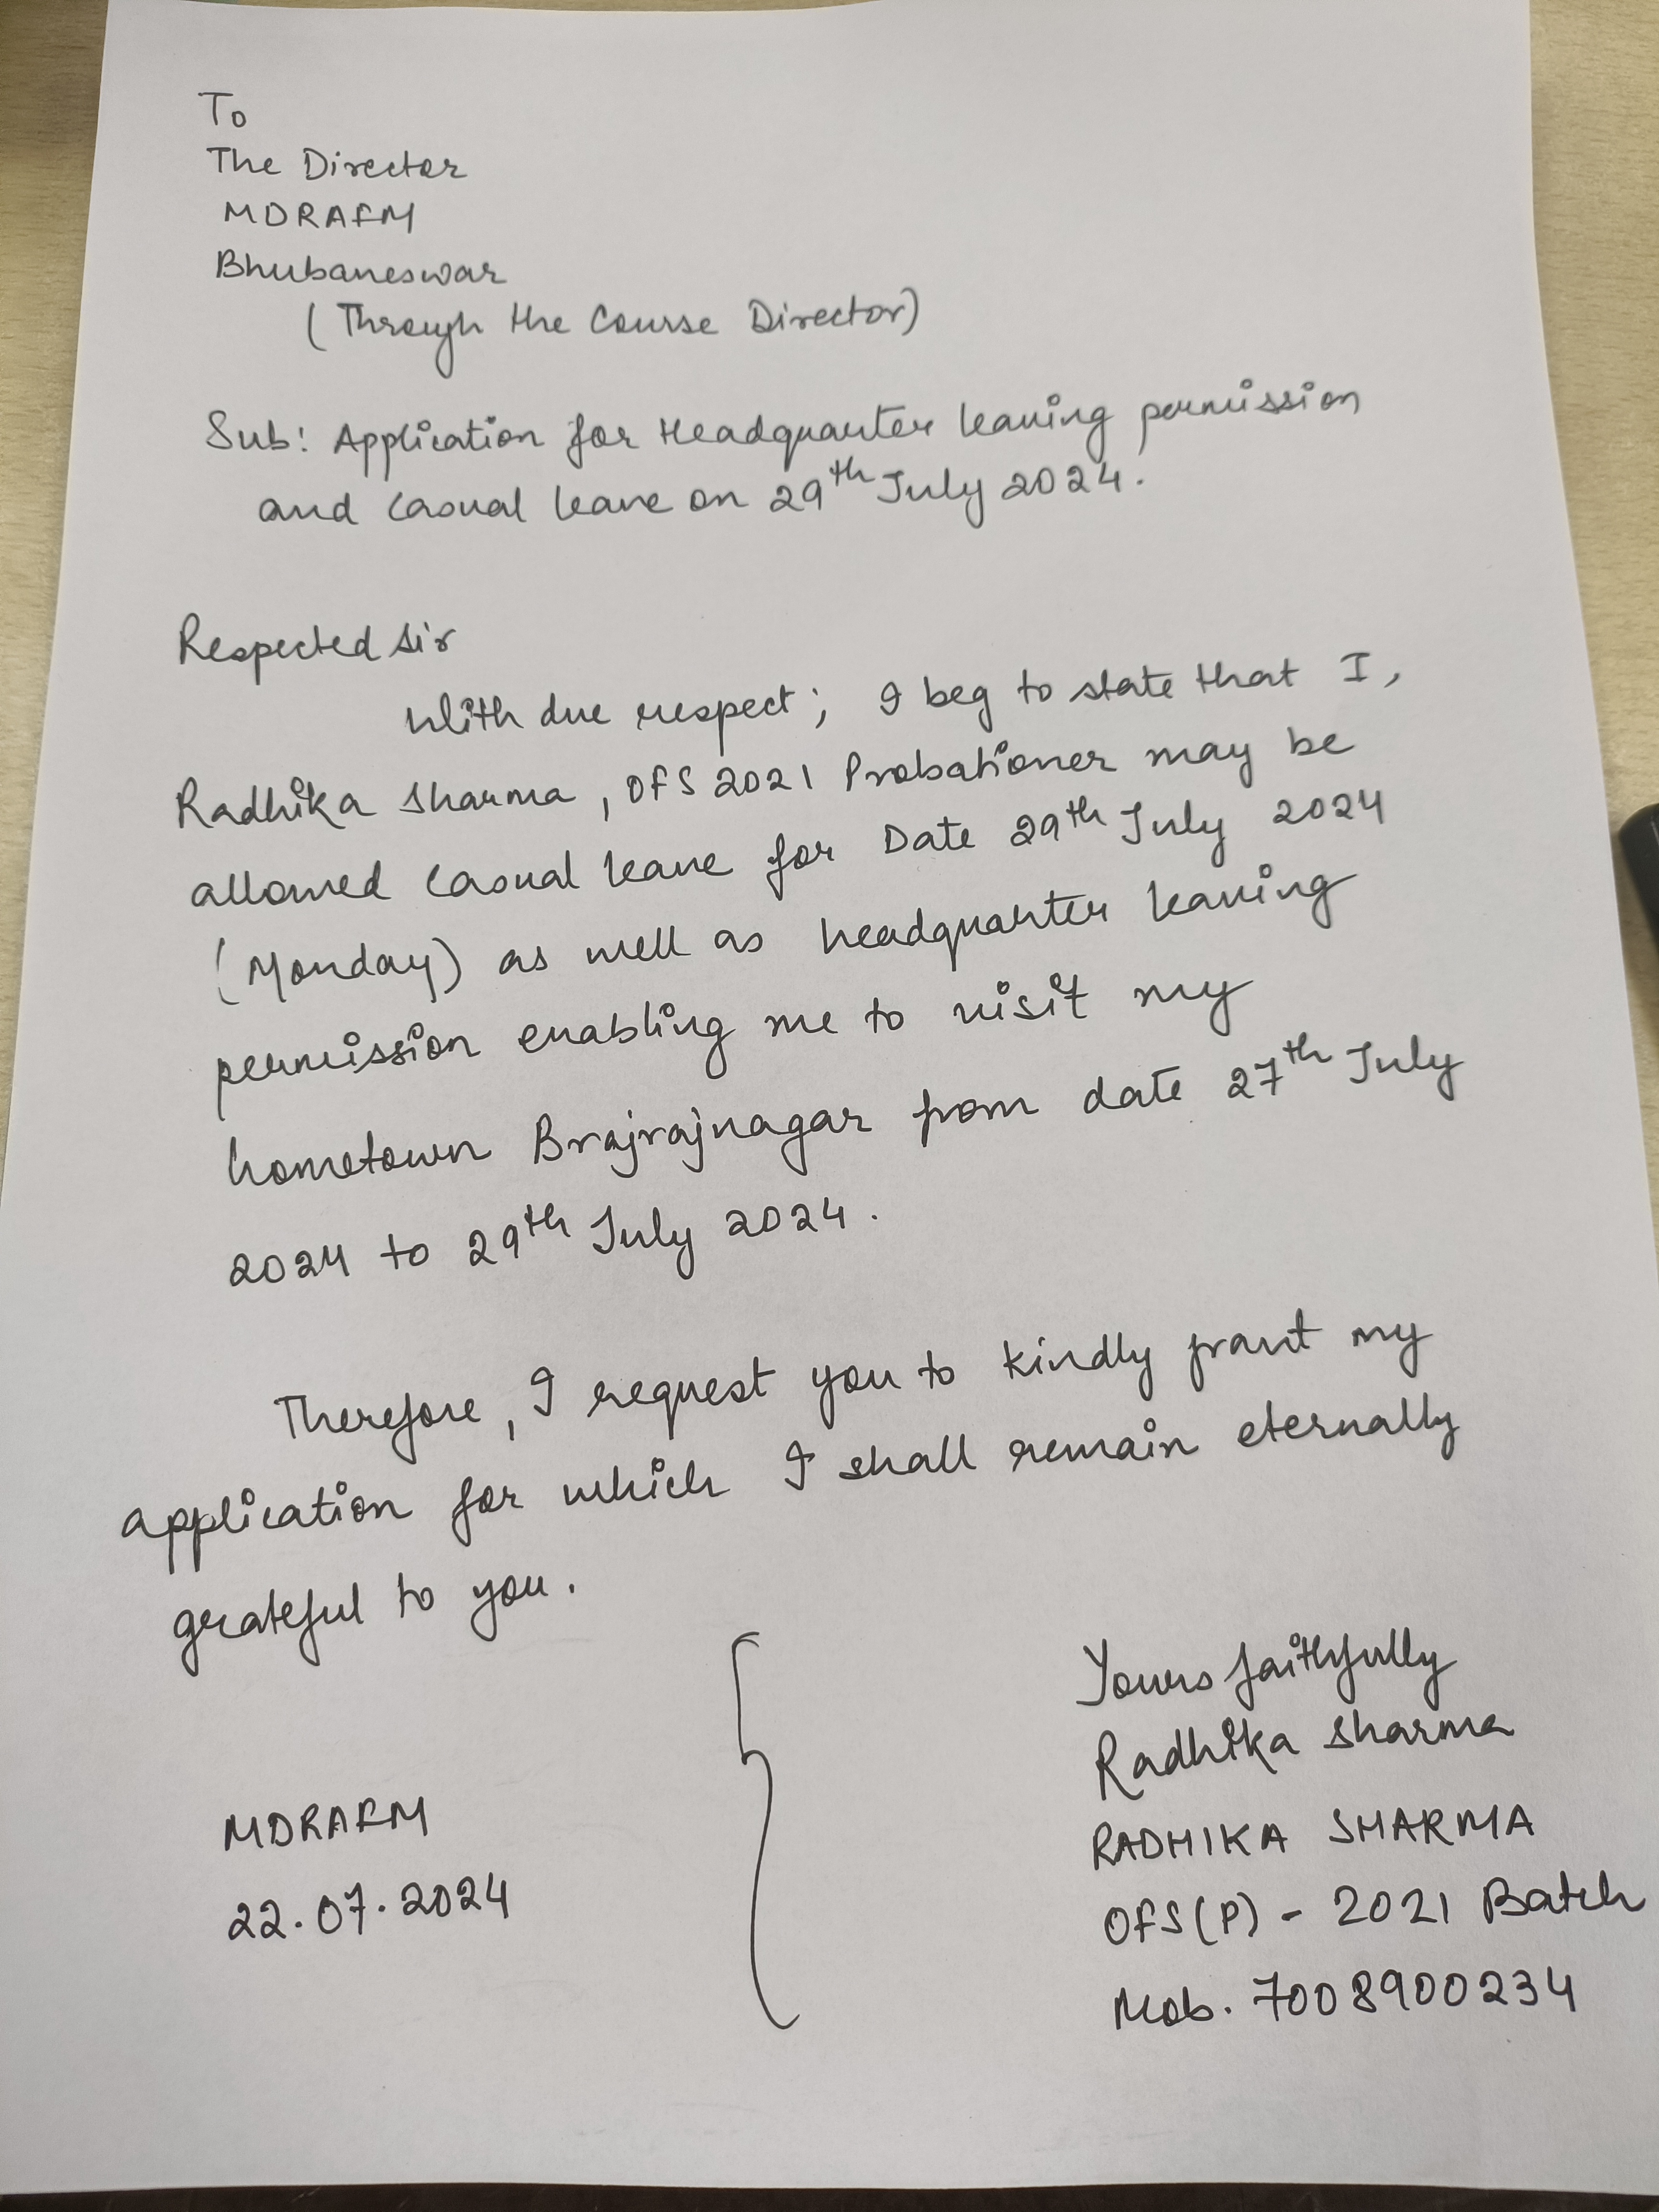 To
The Director
MDRAFM
Bhubaneswar
(Through the Course Director)
Sub: Application for Headquarter leaving permission
and Casual leave on 29th July 2024.
Respected Sir
With due respect; I beg to state that I,
Radhika Sharma, OFS 2021 Probationer may be
allowed Casual leave for Date 29th July 2024
(Monday) as well as headquarter leaving
permission enabling me to visit my
hometown Brajrajnagar from date 27th July
2024 to 29th July 2024.
Therefore, I request you to kindly grant my
application for which I shall remain eternally
grateful to you.
Yours faithfully
Radhika Sharma
RADHIKA SHARMA
OFS(P) - 2021 Batch
Mob. 7008900234
MDRAFM
22.07.2024